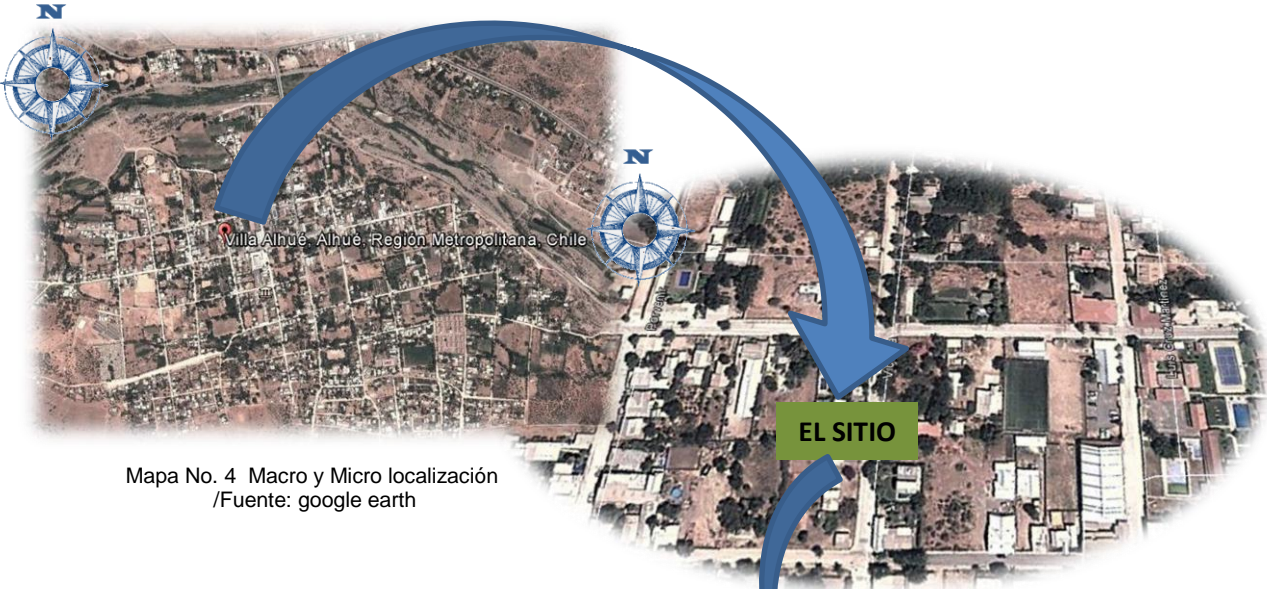 N
Villa Alhué, Alhué, Región Metropolitana, Chile
N
EL SITIO
Mapa No. 4 Macro y Micro localización
/Fuente: google earth